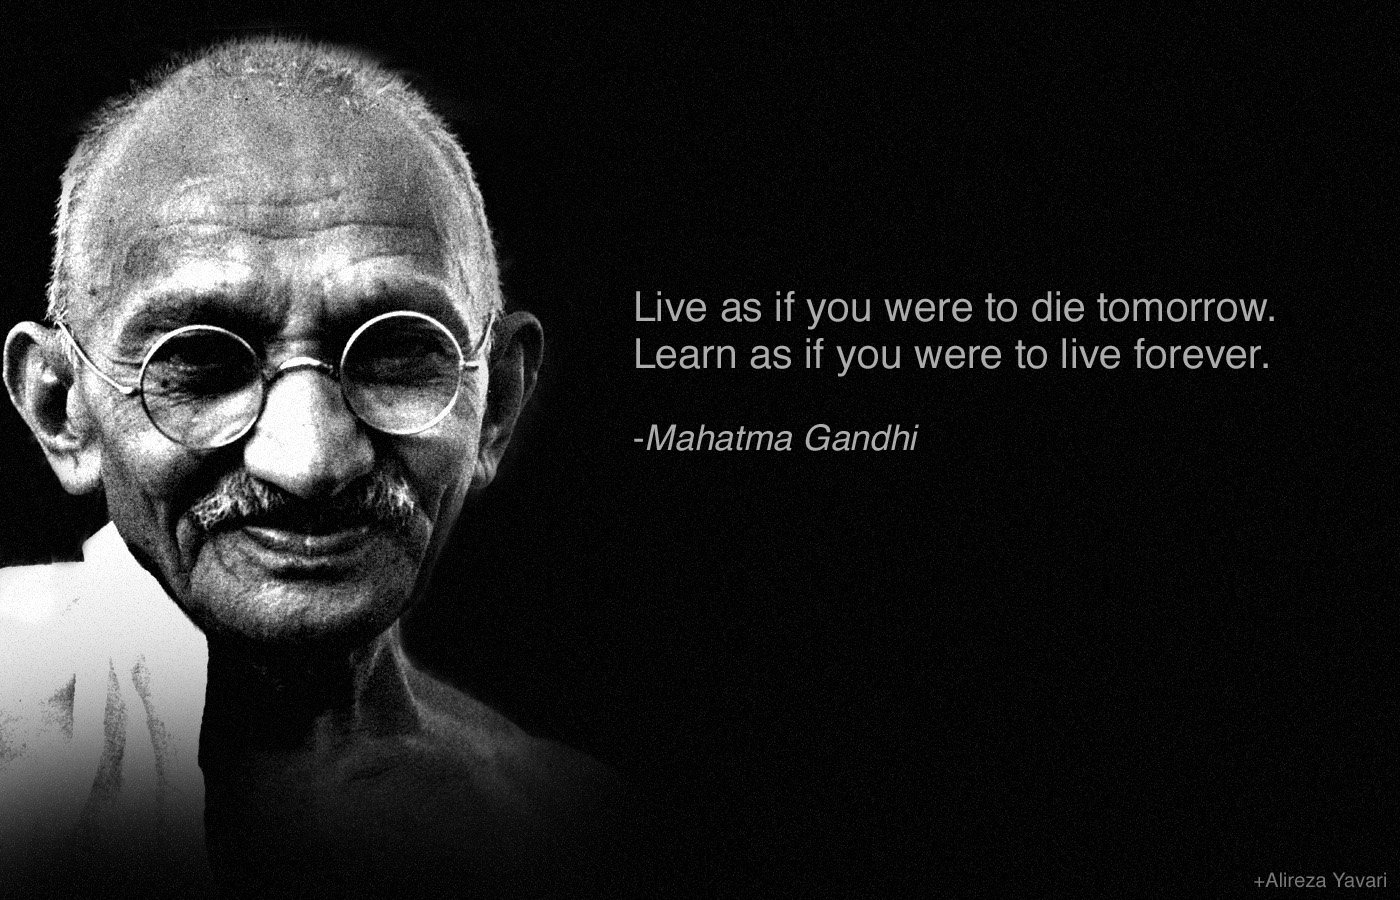 Live as if you were to die tomorrow.
Learn as if you were to live forever.
-Mahatma Gandhi
+Alireza Yavari